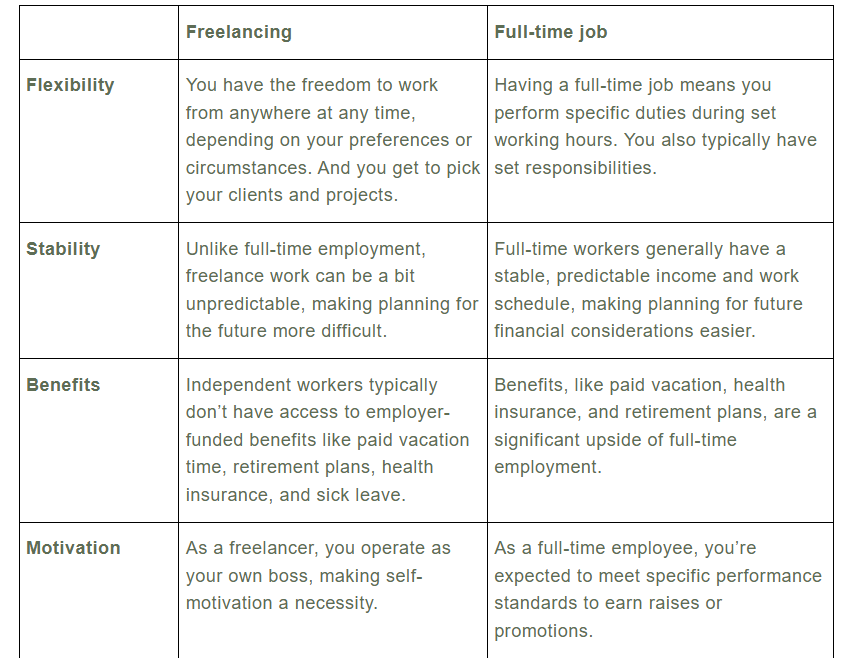 Freelancing
Full-time job
Flexibility
You have the freedom to work
from anywhere at any time,
depending on your preferences or
circumstances. And you get to pick
your clients and projects.
Having a full-time job means you
perform specific duties during set
working hours. You also typically have
set responsibilities.
Stability
Unlike full-time employment,
freelance work can be a bit
unpredictable, making planning for
the future more difficult.
Full-time workers generally have a
stable, predictable income and work
schedule, making planning for future
financial considerations easier.
Benefits
Independent workers typically
don’t have access to employer-
funded benefits like paid vacation
time, retirement plans, health
insurance, and sick leave.
Benefits, like paid vacation, health
insurance, and retirement plans, are a
significant upside of full-time
employment.
Motivation
As a freelancer, you operate as
your own boss, making self-
motivation a necessity.
As a full-time employee, you’re
expected to meet specific performance
standards to earn raises or
promotions.